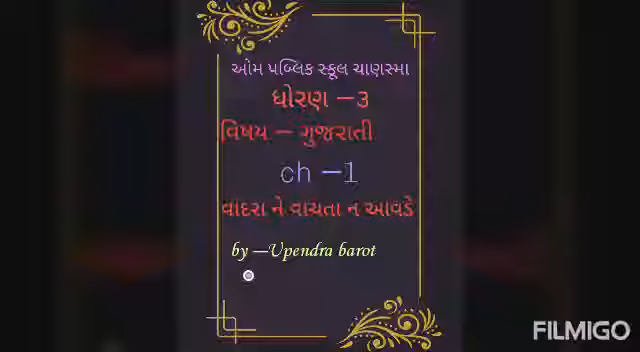 ઓમ પબ્લિક સ્કૂલ ચાણસ્મા
ધોરણ – ૩
વિષય – ગુજરાતી
ch – 1
વાદરા ને વાચતા ન આવડે
by – Upendra barot
FILMIGO